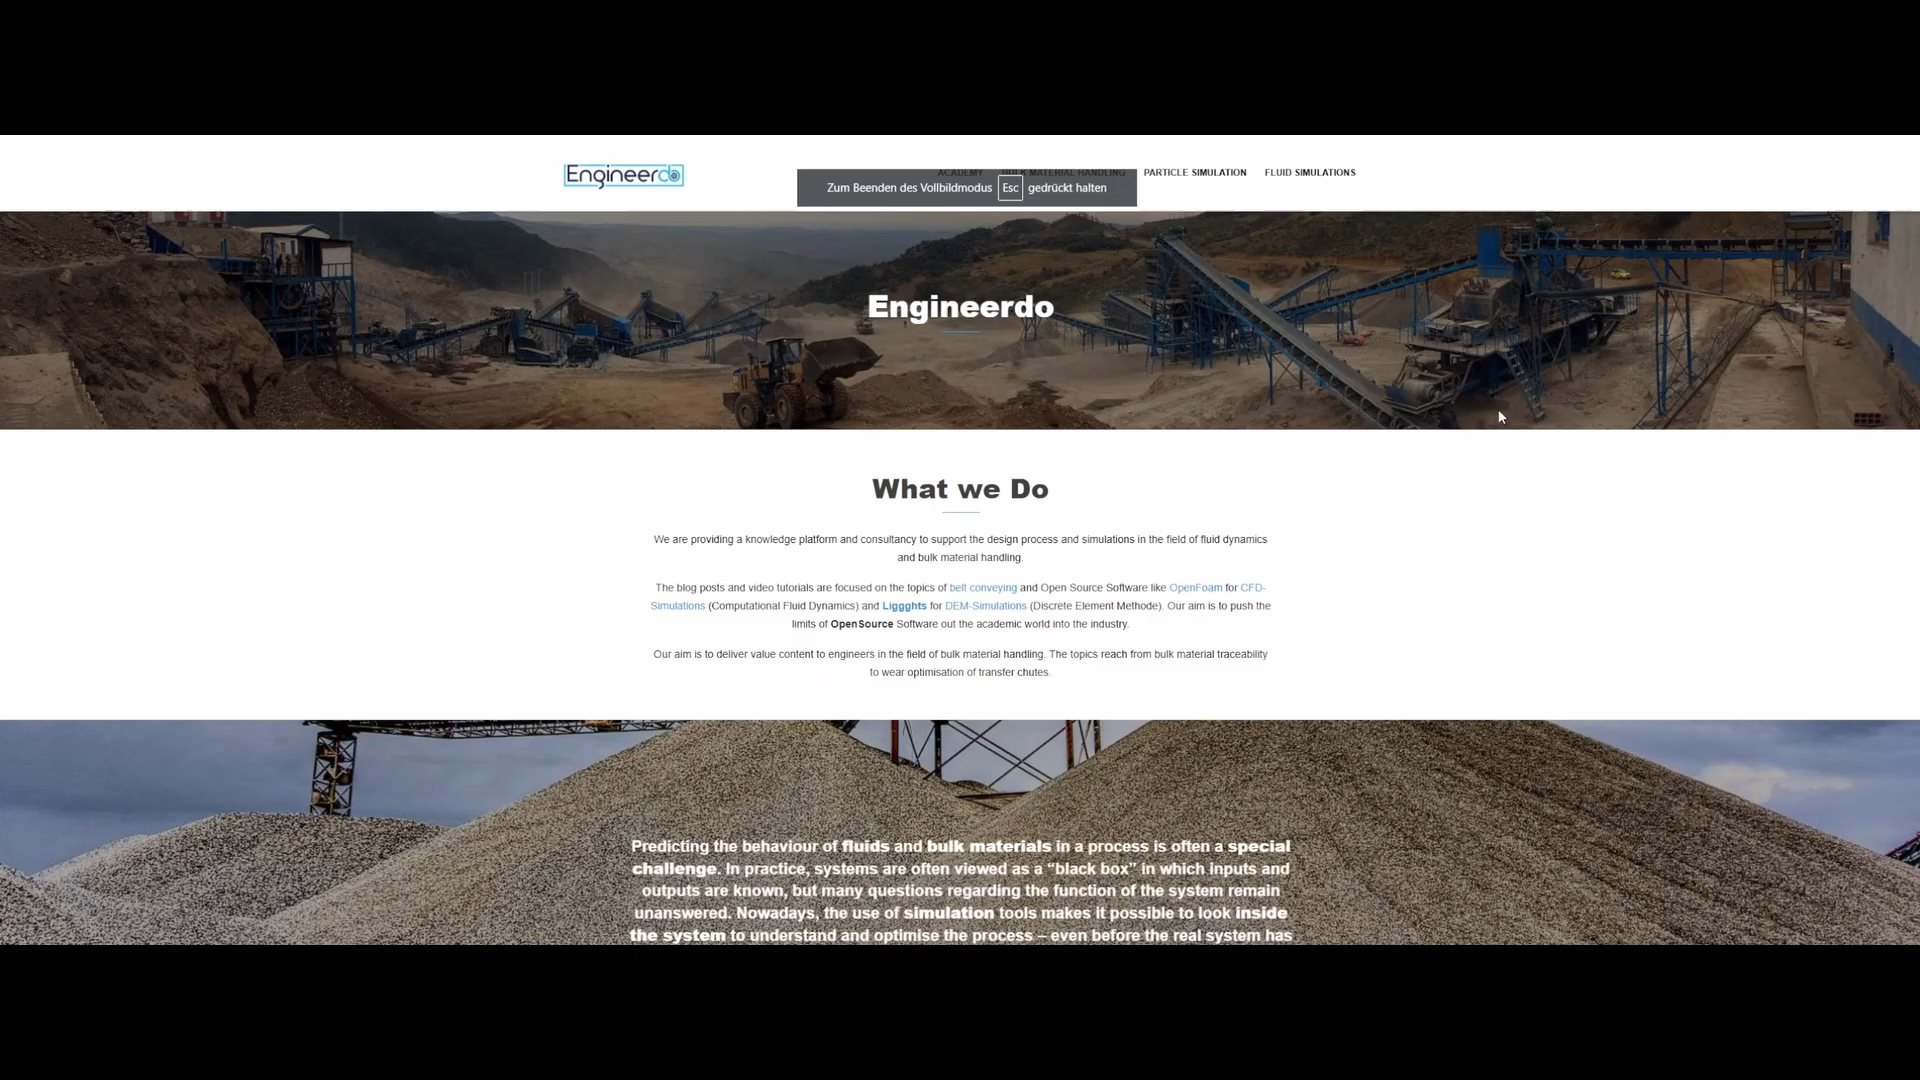 Engineerdo
ACADEMY BULK MATERIAL HANDLING PARTICLE SIMULATION FLUID SIMULATIONS
Zum Beenden des Vollbildmodus Esc gedrückt halten
Engineerdo
What we Do
We are providing a knowledge platform and consultancy to support the design process and simulations in the field of fluid dynamics
and bulk material handling.
The blog posts and video tutorials are focused on the topics of belt conveying and Open Source Software like OpenFoam for CFD-
Simulations (Computational Fluid Dynamics) and Liggghts for DEM-Simulations (Discrete Element Methode). Our aim is to push the
limits of OpenSource Software out the academic world into the industry.
Our aim is to deliver value content to engineers in the field of bulk material handling. The topics reach from bulk material traceability
to wear optimisation of transfer chutes.
Predicting the behaviour of fluids and bulk materials in a process is often a special
challenge. In practice, systems are often viewed as a “black box” in which inputs and
outputs are known, but many questions regarding the function of the system remain
unanswered. Nowadays, the use of simulation tools makes it possible to look inside
the system to understand and optimise the process – even before the real system has